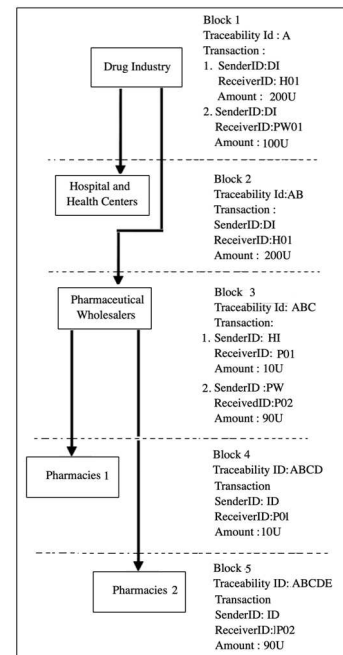 Block 1
Traceability Id : A
Transaction :
1. SenderID: DI
ReceiverID: H01
Amount : 200U
2. SenderID:DI
ReceiverID:PW01
Amount : 100U
Drug Industry
Hospital and
Health Centers
Block 2
Traceability Id:AB
Transaction :
SenderID:DI
ReceiverID:H01
Amount : 200U
Pharmaceutical
Wholesalers
Block 3
Traceability Id: ABC
Transaction:
1. SenderID: HI
ReceiverID: P01
Amount : 10U
2. SenderID :PW
ReceivedID:P02
Amount : 90U
Pharmacies 1
Block 4
Traceability ID:ABCD
Transaction
SenderID: ID
ReceiverID:P0l
Amount :10U
Pharmacies 2
Block 5
Traceability ID: ABCDE
Transaction
SenderID: ID
ReceiverID:|P02
Amount : 90U